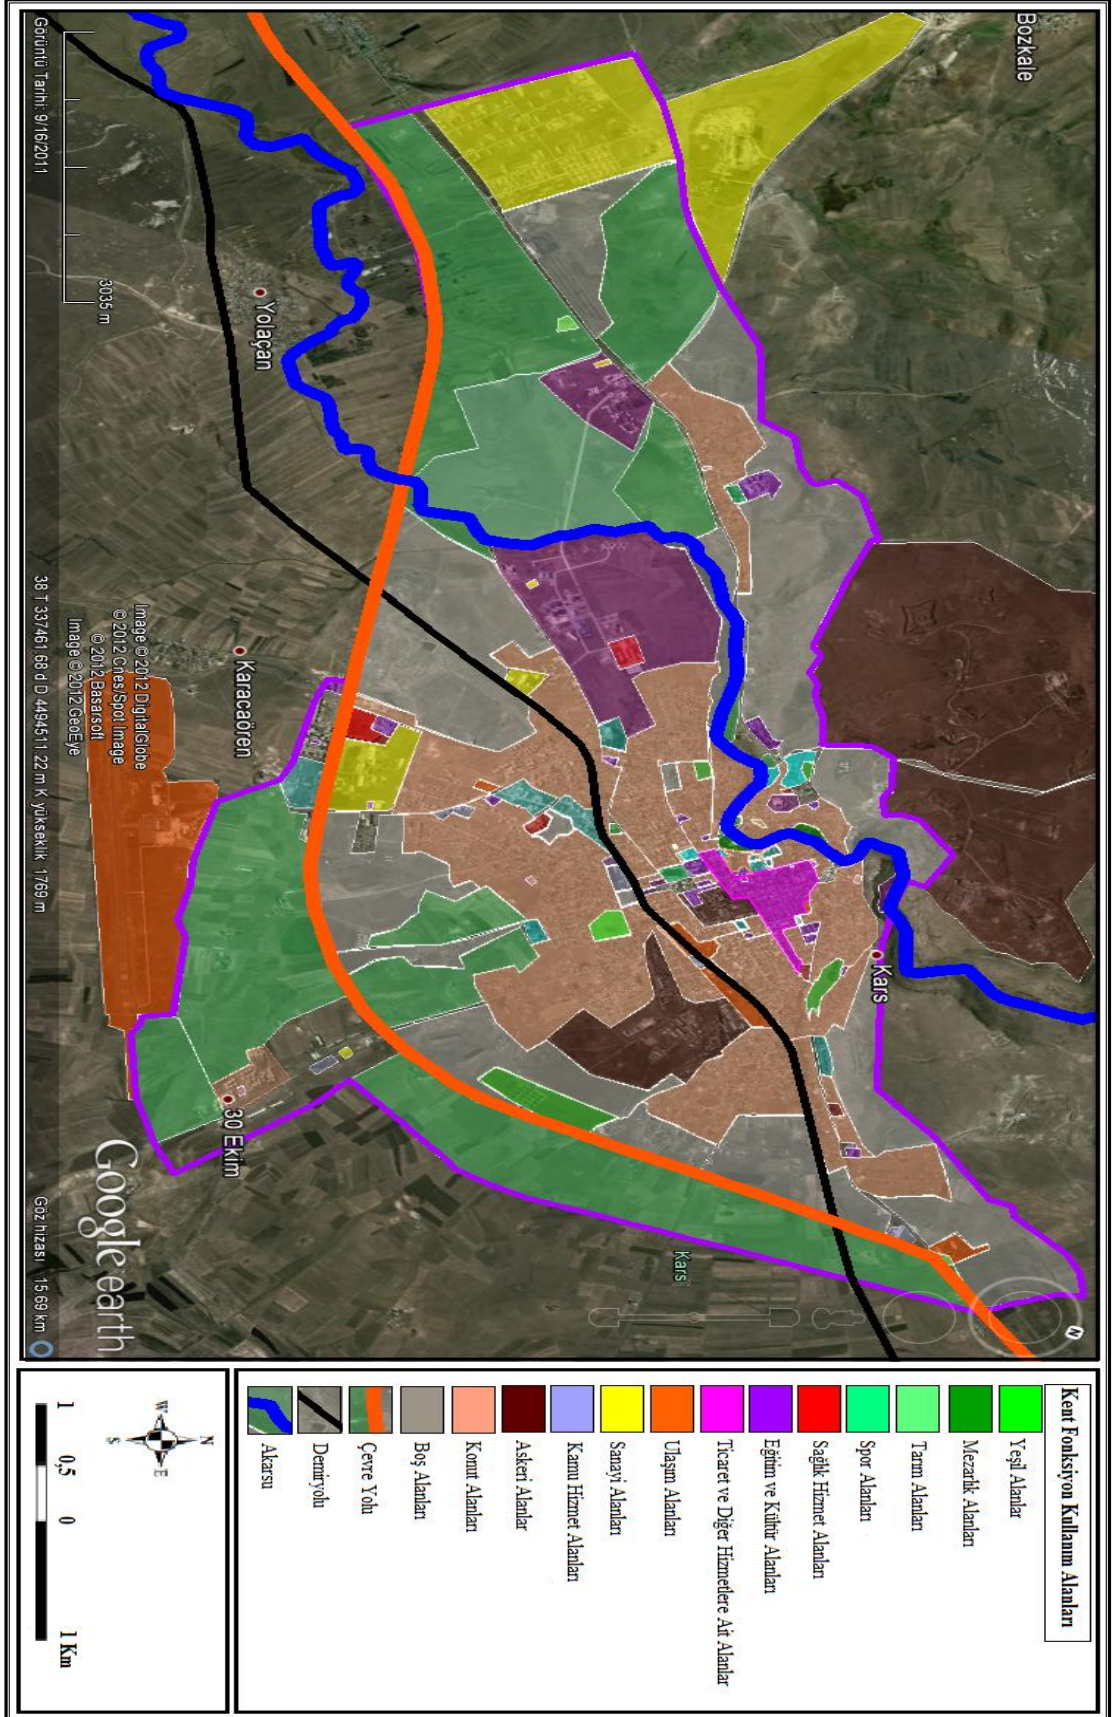 Bozkale
Yolaçan
Karacaören
Kars
30 Ekim
Kars
3035 m
Image © 2012 DigitalGlobe
© 2012 Cnes/Spot Image
© 2012 Basarsoft
Image © 2012 GeoEye
Google earth
Görüntü Tarihi: 9/16/2011
38 T 337461.68 d D 4494511.22 m K yükseklik 1769 m
Göz hizası 15.69 km
N
Kent Fonksiyon Kullanım Alanları
Yeşil Alanlar
Mezarlık Alanları
Tarım Alanları
Spor Alanları
Sağlık Hizmet Alanları
Eğitim ve Kültür Alanları
Ticaret ve Diğer Hizmetlere Ait Alanlar
Ulaşım Alanları
Sanayi Alanları
Kamu Hizmet Alanları
Askeri Alanlar
Konut Alanları
Boş Alanları
Çevre Yolu
Demiryolu
Akarsu
N
W
E
S
1 0,5 0 1 Km